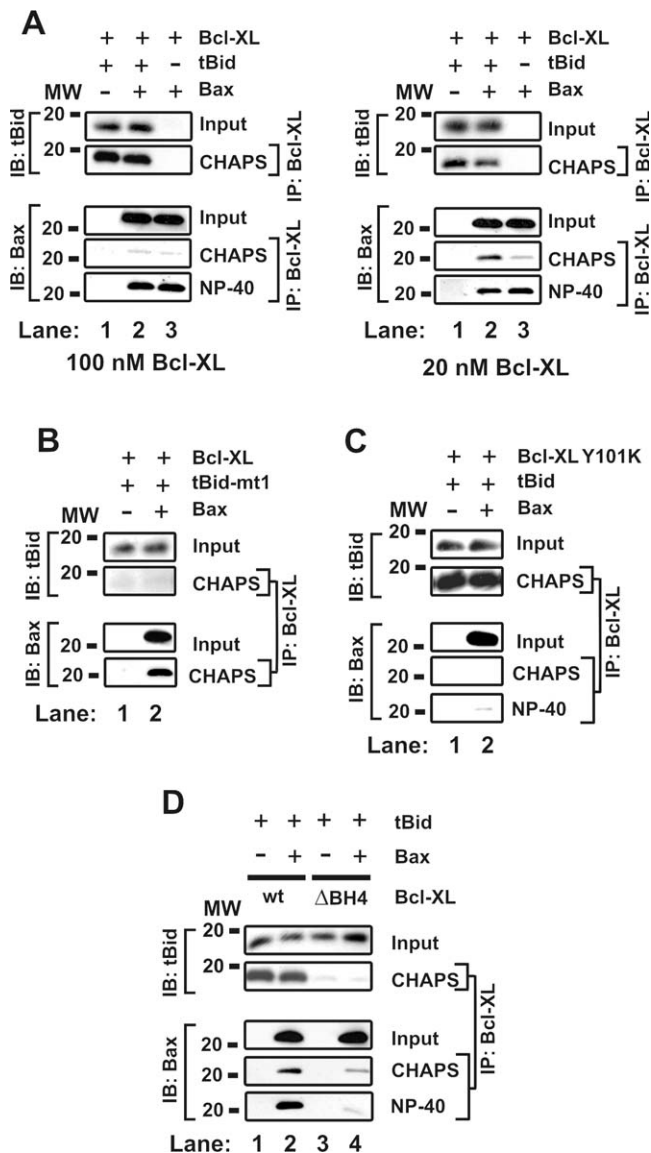 A
+ + + Bcl-XL
+ + - tBid
MW - + + Bax
IB: tBid
20 Input
20 CHAPS
IP: Bcl-XL
IB: Bax
20 Input
20 CHAPS
20 NP-40
IP: Bcl-XL
Lane: 1 2 3
100 nM Bcl-XL
+ + + Bcl-XL
+ + - tBid
MW - + + Bax
IB: tBid
20 Input
20 CHAPS
IP: Bcl-XL
IB: Bax
20 Input
20 CHAPS
20 NP-40
IP: Bcl-XL
Lane: 1 2 3
20 nM Bcl-XL
B
+ + Bcl-XL
+ + tBid-mt1
MW - + Bax
IB: tBid
20 Input
20 CHAPS
IB: Bax
20 Input
20 CHAPS
IP: Bcl-XL
Lane: 1 2
C
+ + Bcl-XL Y101K
+ + tBid
MW - + Bax
IB: tBid
20 Input
20 CHAPS
IB: Bax
20 Input
CHAPS
20 NP-40
IP: Bcl-XL
Lane: 1 2
D
+ + + + tBid
- + - + Bax
wt ΔBH4 Bcl-XL
MW
IB: tBid
20 Input
20 CHAPS
IB: Bax
20 Input
20 CHAPS
20 NP-40
IP: Bcl-XL
Lane: 1 2 3 4